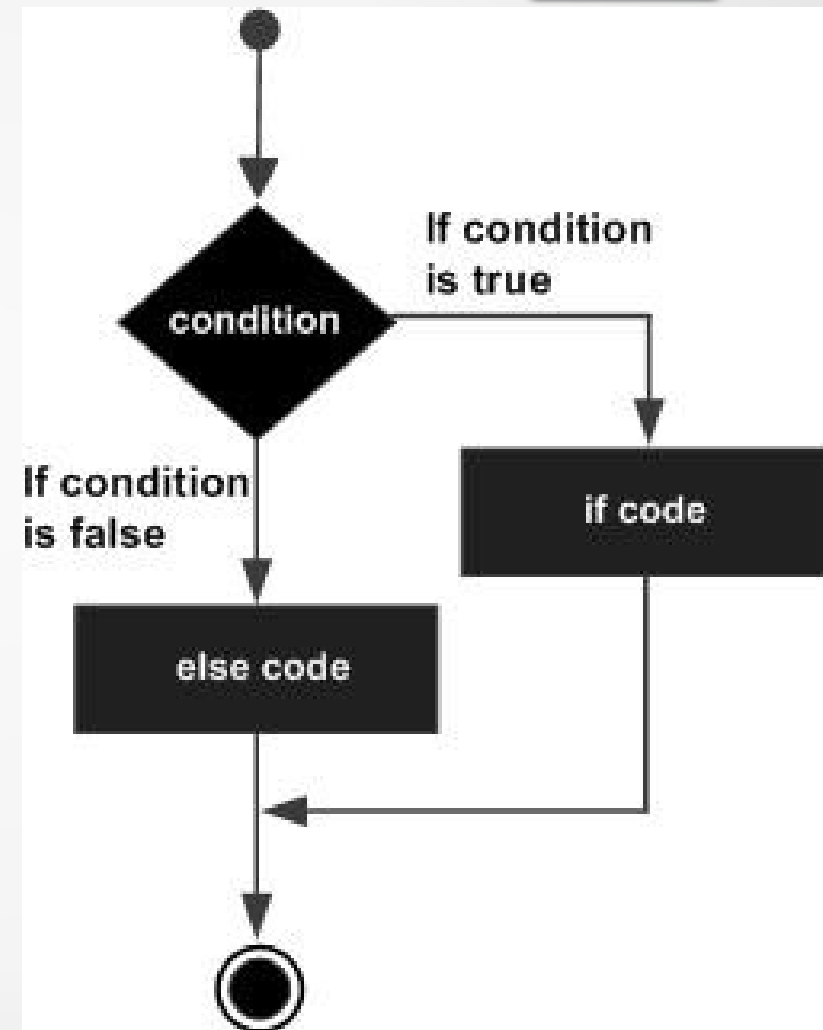 If condition
is true
condition
If condition
is false
if code
else code